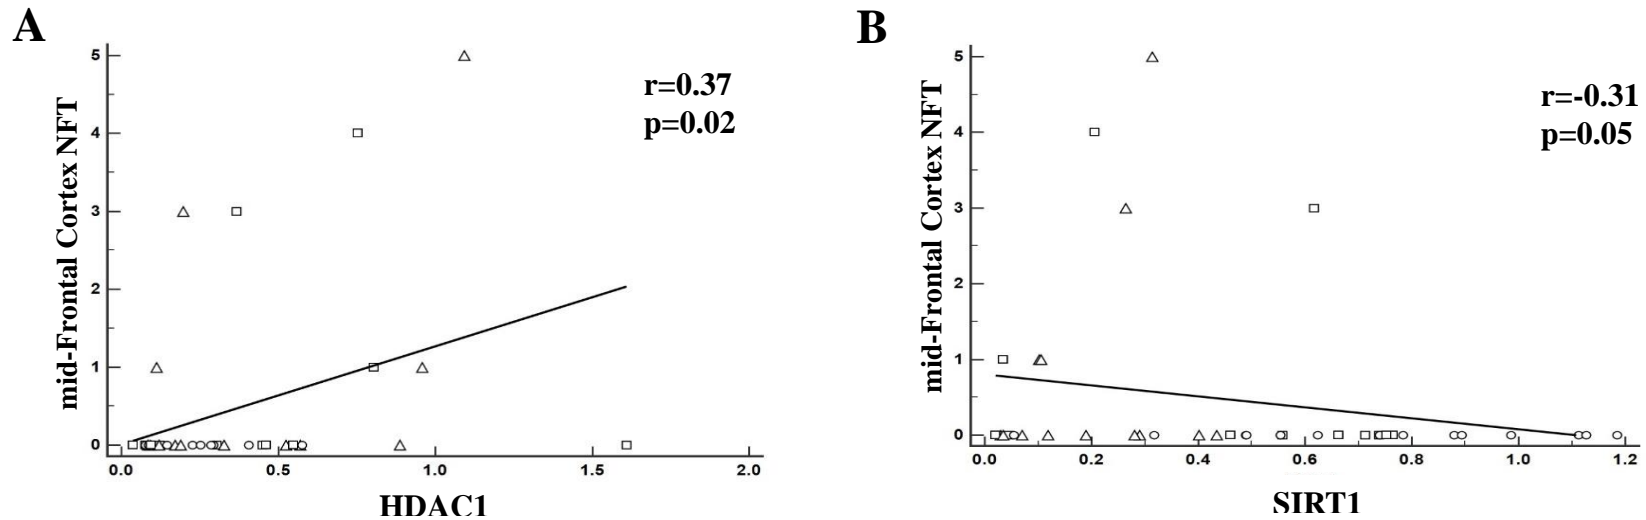 A
mid-Frontal Cortex NFT
5
4
3
2
1
0
r=0.37
p=0.02
0.0 0.5 1.0 1.5 2.0
HDAC1
B
mid-Frontal Cortex NFT
5
4
3
2
1
0
r=-0.31
p=0.05
0.0 0.2 0.4 0.6 0.8 1.0 1.2
SIRT1